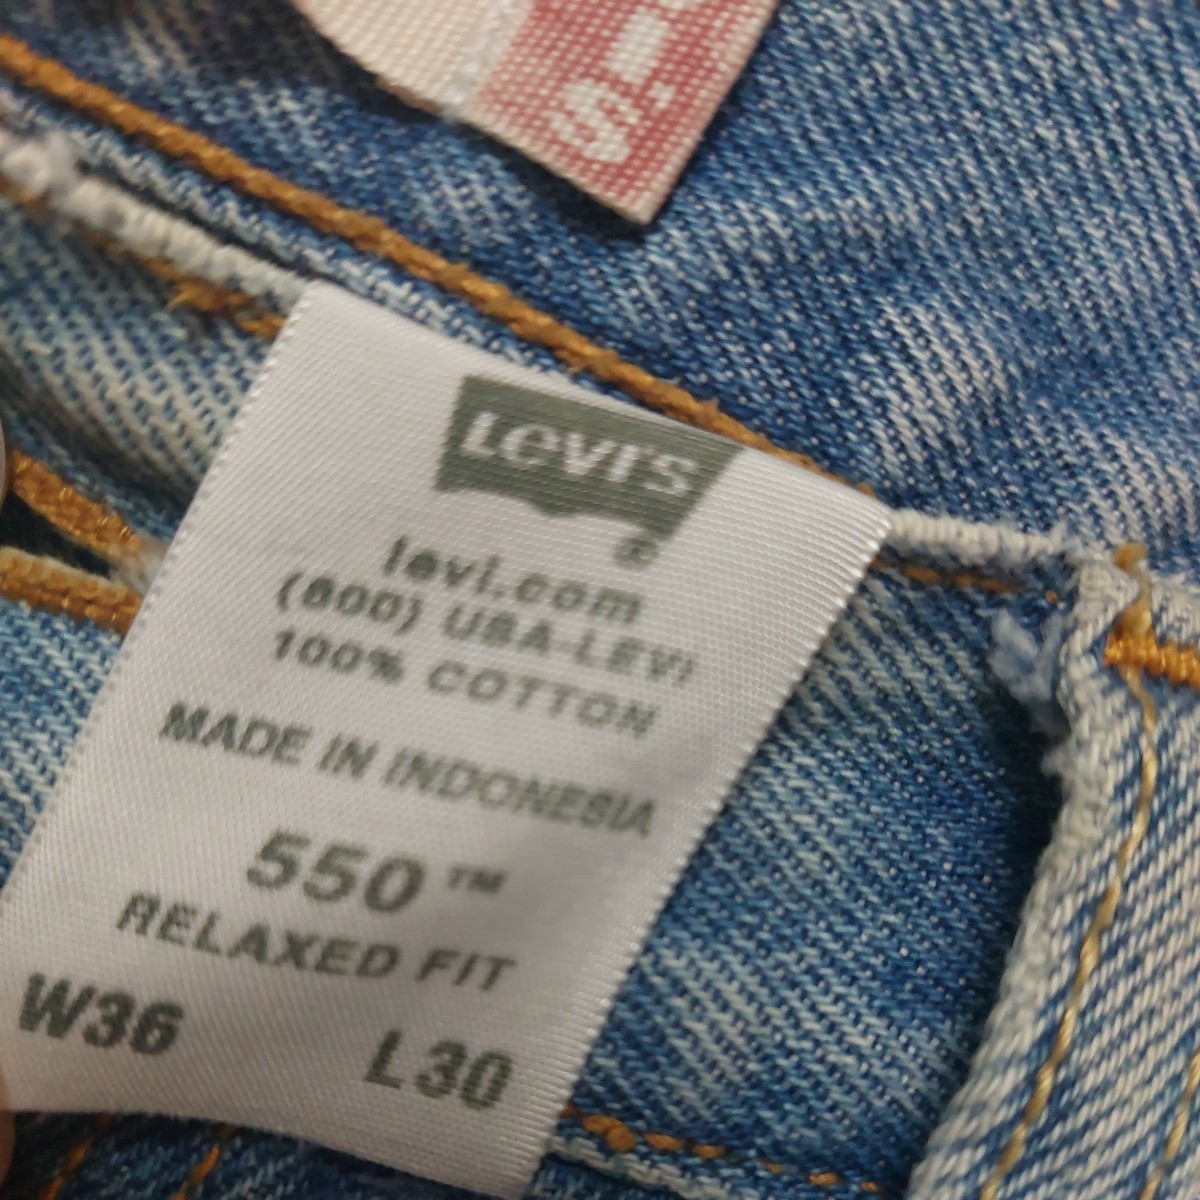 Levi's
®
levi.com
(800) USA-LEVI
100% COTTON
MADE IN INDONESIA
550™
RELAXED FIT
W36 L30